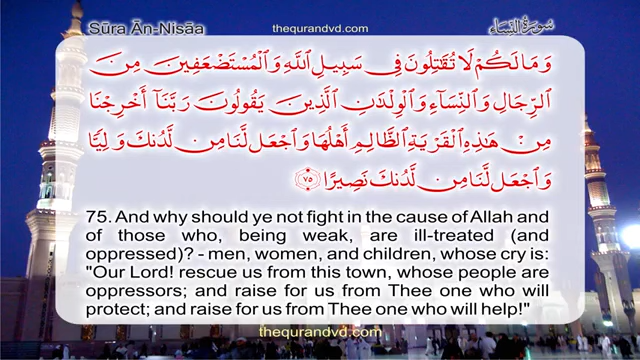 Sūra Ān-Nisāa
thequrandvd.com
سورة النساء
وَمَا لَكُمْ لَا تُقَٰتِلُونَ فِى سَبِيلِ ٱللَّهِ وَٱلْمُسْتَضْعَفِينَ مِنَ
ٱلرِّجَالِ وَٱلنِّسَآءِ وَٱلْوِلْدَٰنِ ٱلَّذِينَ يَقُولُونَ رَبَّنَآ أَخْرِجْنَا
مِنْ هَٰذِهِ ٱلْقَرْيَةِ ٱلظَّالِمِ أَهْلُهَا وَٱجْعَل لَّنَا مِن لَّدُنكَ وَلِيًّا
وَٱجْعَل لَّنَا مِن لَّدُنكَ نَصِيرًا ٧٥
75. And why should ye not fight in the cause of Allah and
of those who, being weak, are ill-treated (and
oppressed)? - men, women, and children, whose cry is:
"Our Lord! rescue us from this town, whose people are
oppressors; and raise for us from Thee one who will
protect; and raise for us from Thee one who will help!"
thequrandvd.com